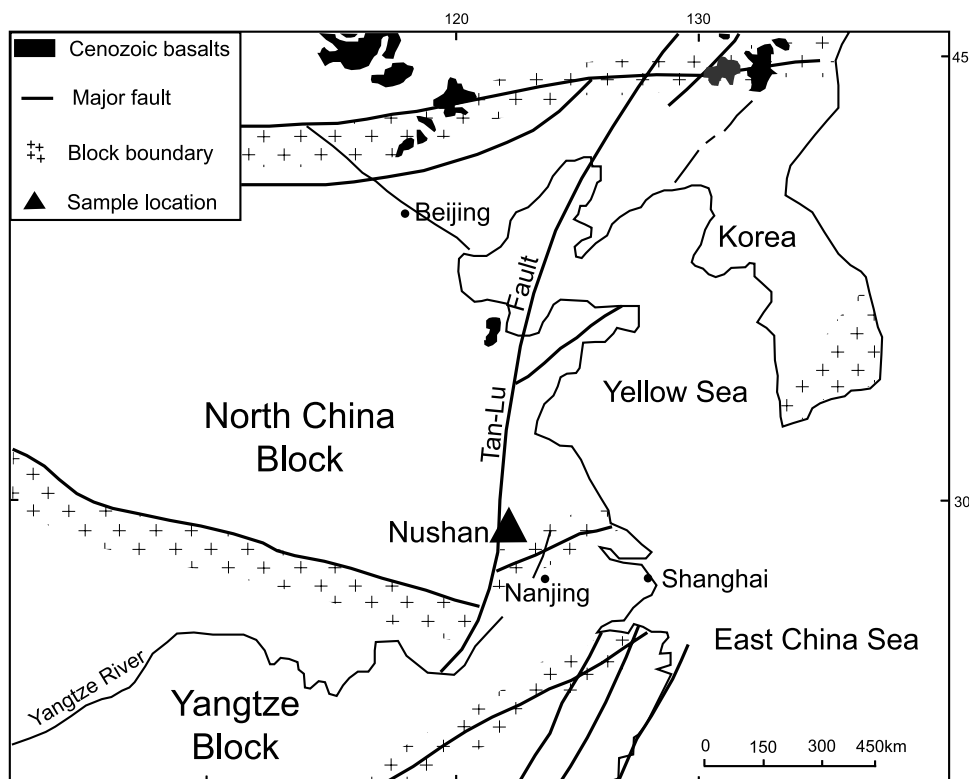 120
130
45
Cenozoic basalts
Major fault
Block boundary
Sample location
Beijing
Korea
Fault
Yellow Sea
Tan-Lu
North China
Block
30
Nushan
Nanjing
Shanghai
East China Sea
Yangtze River
Yangtze
Block
0 150 300 450km